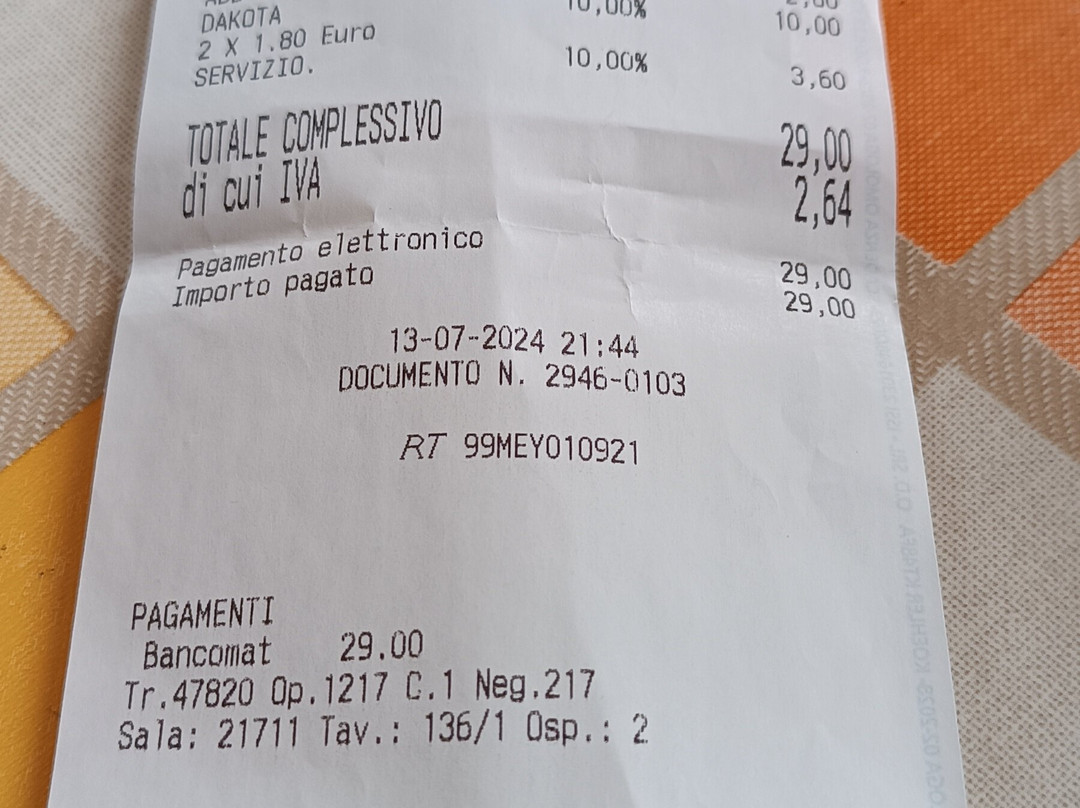 DAKOTA 10,00% 10,00
2 X 1.80 Euro
SERVIZIO. 10,00% 3,60
TOTALE COMPLESSIVO 29,00
di cui IVA 2,64
Pagamento elettronico 29,00
Importo pagato 29,00
13-07-2024 21:44
DOCUMENTO N. 2946-0103
RT 99MEY010921
PAGAMENTI
Bancomat 29.00
Tr.47820 Op.1217 C.1 Neg.217
Sala: 21711 Tav.: 136/1 Osp.: 2